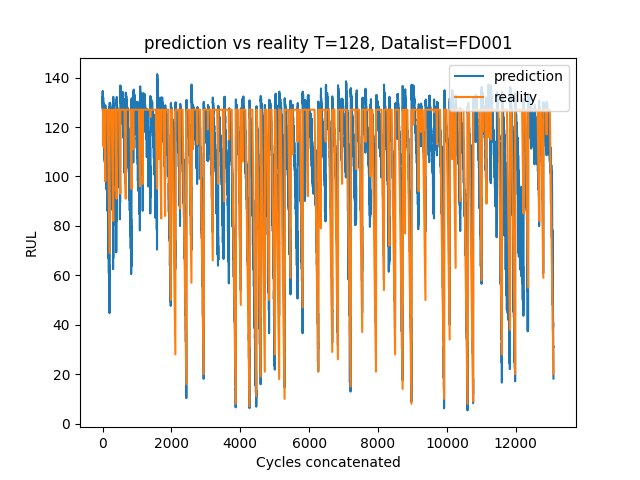 prediction vs reality T=128, Datalist=FD001
prediction
reality
140
120
100
80
60
40
20
0
RUL
0 2000 4000 6000 8000 10000 12000
Cycles concatenated